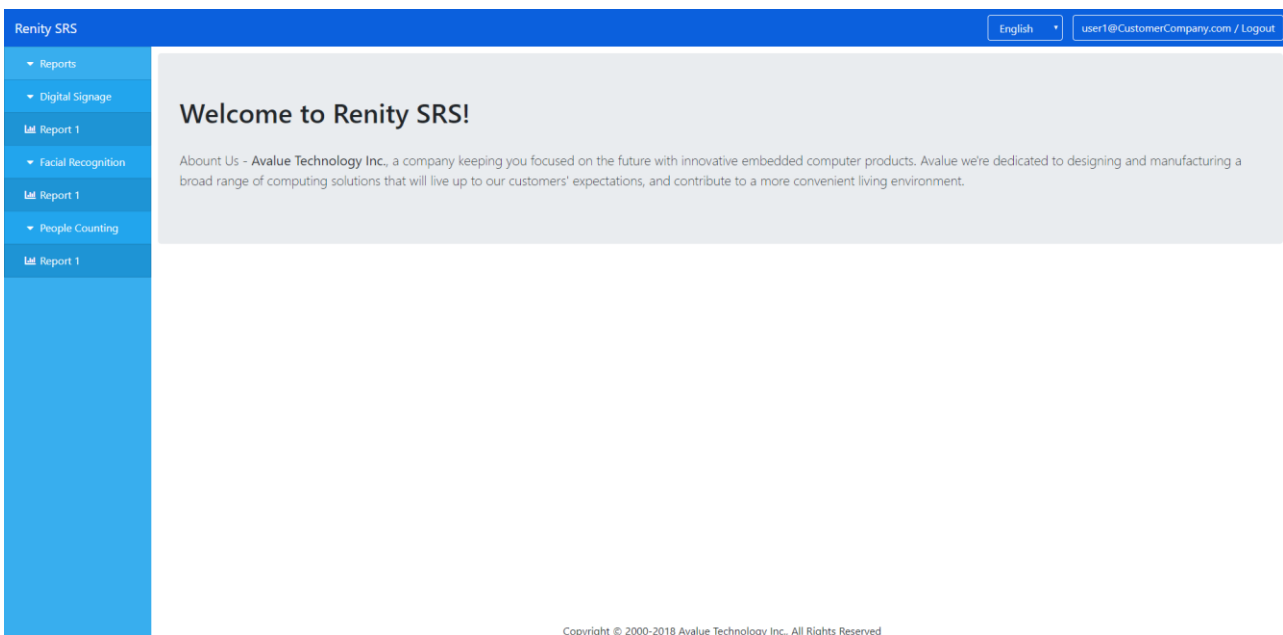 Renity SRS
English
user1@CustomerCompany.com / Logout
Reports
Digital Signage
Report 1
Facial Recognition
Report 1
People Counting
Report 1
Welcome to Renity SRS!
Abount Us - Avalue Technology Inc., a company keeping you focused on the future with innovative embedded computer products. Avalue we're dedicated to designing and manufacturing a
broad range of computing solutions that will live up to our customers' expectations, and contribute to a more convenient living environment.
Copyright © 2000-2018 Avalue Technology Inc., All Rights Reserved